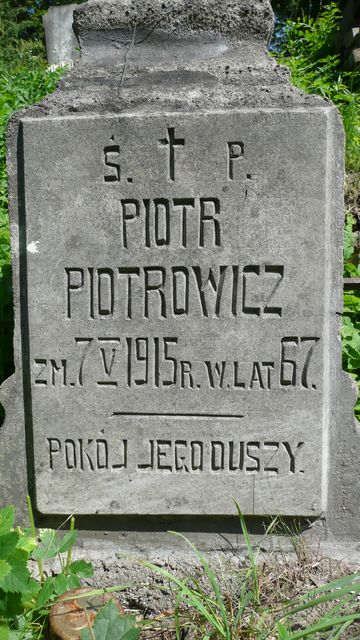 Ś. † P.
PIOTR
PIOTROWICZ
ZM. 7 V 1915 R. W. LAT 67.
POKÓJ JEGO DUSZY.